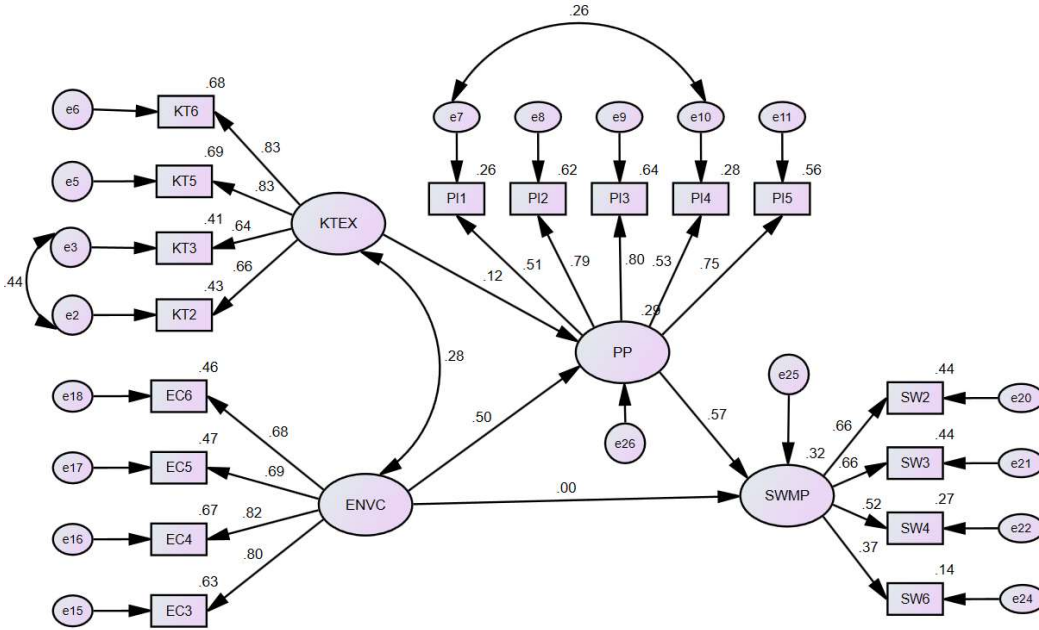 .26
e6
.68
KT6
e7
e8
e9
e10
e11
.83
e5
.69
KT5
.26
.62
.64
.28
.56
.83
PI1
PI2
PI3
PI4
PI5
KTEX
.41
.64
e3
KT3
.66
.44
.43
e2
KT2
.12
.51
.79
.80
.53
.75
.29
.28
PP
.46
e18
EC6
e25
.44
SW2
e20
.50
.57
.68
e26
.66
.47
e17
EC5
.69
.32
.66
.44
SW3
e21
.00
ENVC
SWMP
.67
.82
.52
.27
e16
EC4
SW4
e22
.80
.37
.63
.14
e15
EC3
SW6
e24